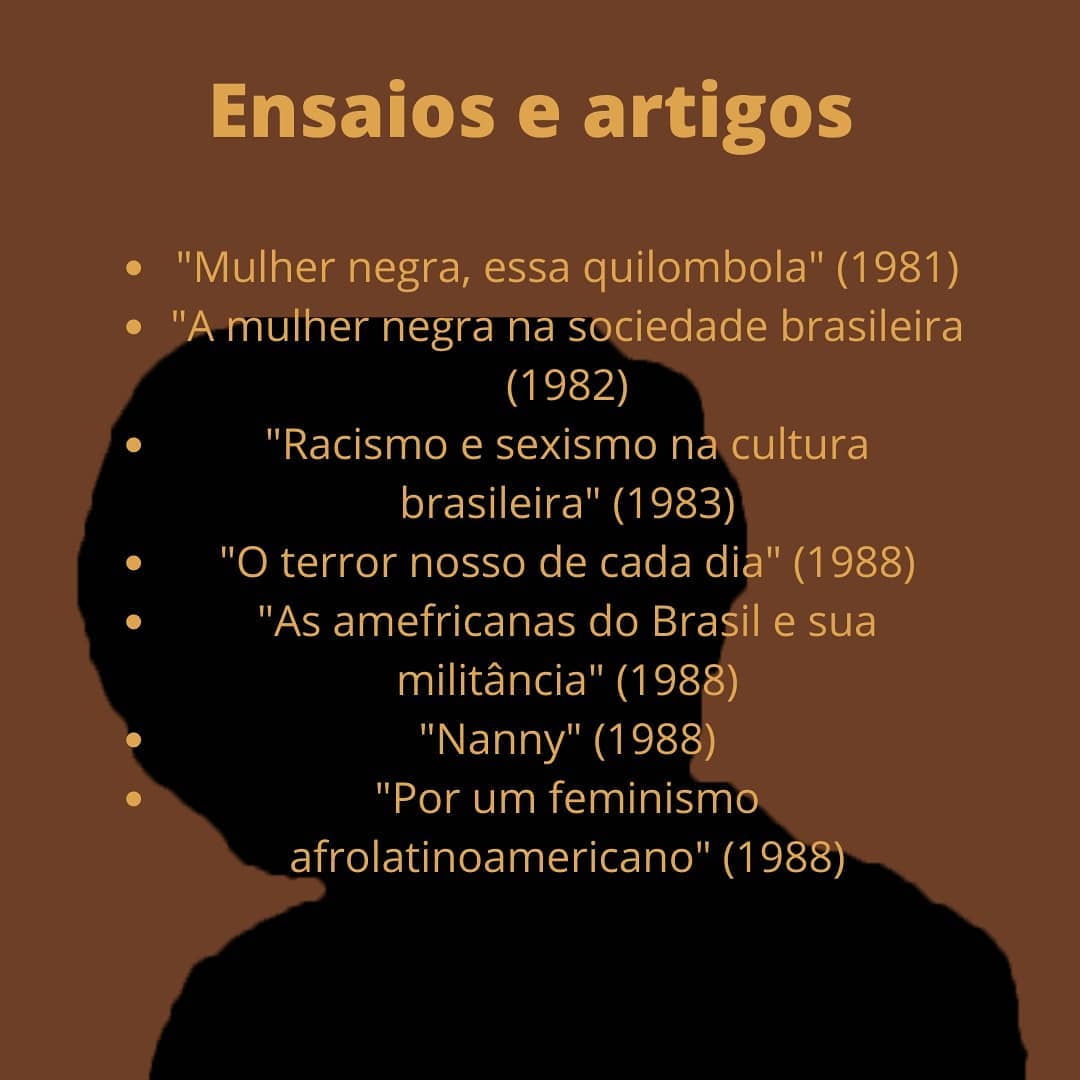 Ensaios e artigos
• "Mulher negra, essa quilombola" (1981)
• "A mulher negra na sociedade brasileira
(1982)
• "Racismo e sexismo na cultura
brasileira" (1983)
• "O terror nosso de cada dia" (1988)
• "As amefricanas do Brasil e sua
militância" (1988)
• "Nanny" (1988)
• "Por um feminismo
afrolatinoamericano" (1988)